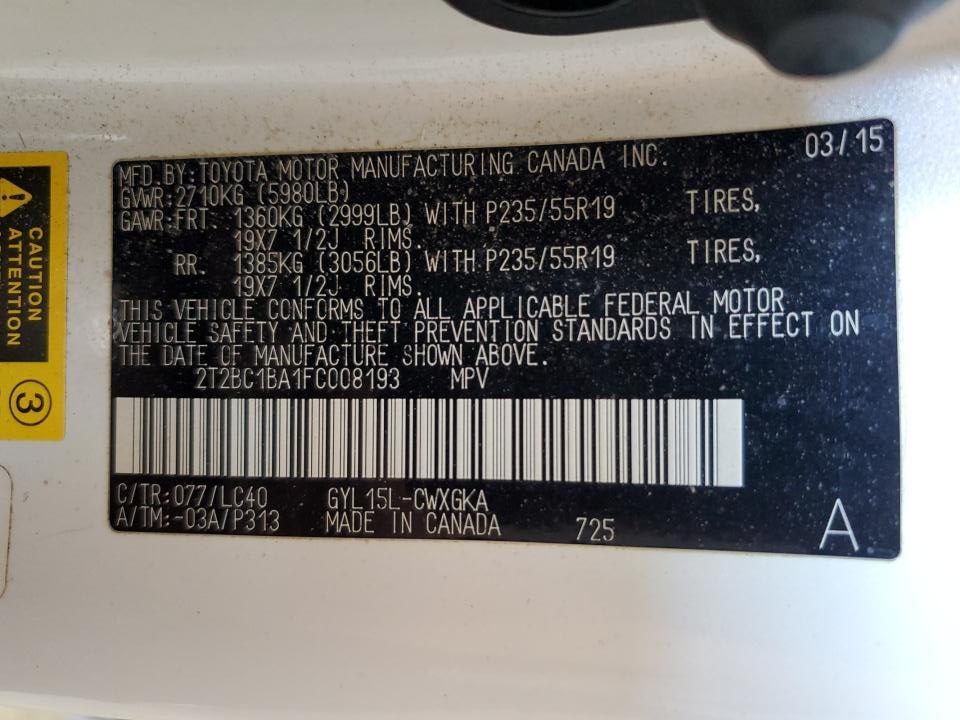 03/15
MFD.BY:TOYOTA MOTOR MANUFACTURING CANADA INC.
GVWR:2710KG (5980LB)
GAWR:FRT. 1360KG (2999LB) WITH P235/55R19 TIRES,
19X7 1/2J RIMS.
RR. 1385KG (3056LB) WITH P235/55R19 TIRES,
19X7 1/2J RIMS.
THIS VEHICLE CONFORMS TO ALL APPLICABLE FEDERAL MOTOR
VEHICLE SAFETY AND THEFT PREVENTION STANDARDS IN EFFECT ON
THE DATE OF MANUFACTURE SHOWN ABOVE.
2T2BC1BA1FC008193 MPV
C/TR:077/LC40 GYL15L-CWXGKA
A/TM:-03A/P313 MADE IN CANADA 725
A
CAUTION
ATTENTION
3